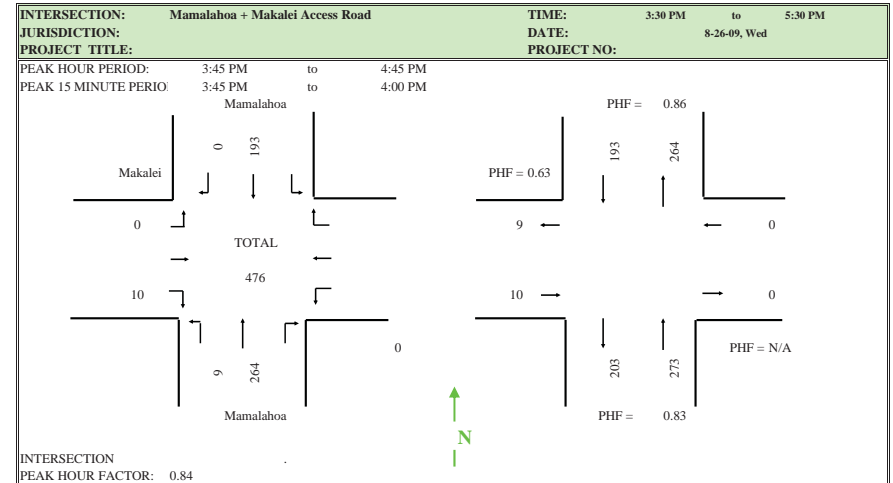 INTERSECTION: Mamalahoa + Makalei Access Road TIME: 3:30 PM to 5:30 PM
JURISDICTION: DATE: 8-26-09, Wed
PROJECT TITLE: PROJECT NO:
PEAK HOUR PERIOD: 3:45 PM to 4:45 PM
PEAK 15 MINUTE PERIO 3:45 PM to 4:00 PM
Mamalahoa PHF = 0.86
0 193 193 264
Makalei PHF = 0.63
0 9 0
TOTAL
476
10 10 0
0 PHF = N/A
9 264 203 273
Mamalahoa PHF = 0.83
N
INTERSECTION .
PEAK HOUR FACTOR: 0.84